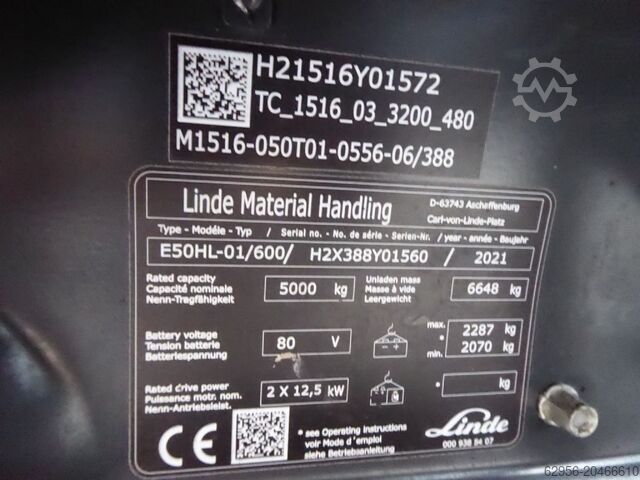 H21516Y01572
TC_1516_03_3200_480
M1516-050T01-0556-06/388
Linde Material Handling
D-63743 Aschaffenburg
Carl-von-Linde-Platz
Type - Modéle - Typ / Serial no. - No. de série - Serien-Nr. / year - année - Baujahr
E50HL-01/600/ H2X388Y01560 / 2021
Rated capacity
Capacité nominale
Nenn-Tragfähigkeit
5000 kg
Unladen mass
Masse à vide
Leergewicht
6648 kg
Battery voltage
Tension batterie
Batteriespannung
80 V
max.
*
min.
2287 kg
2070 kg
Rated drive power
Puissance motr. nom.
Nenn-Antriebsleist.
2 X 12,5 kW
* kg
CE
* see Operating Instructions
voir Mode d'emploi
siehe Betriebsanleitung
Linde
000 938 84 07
62956-20466610